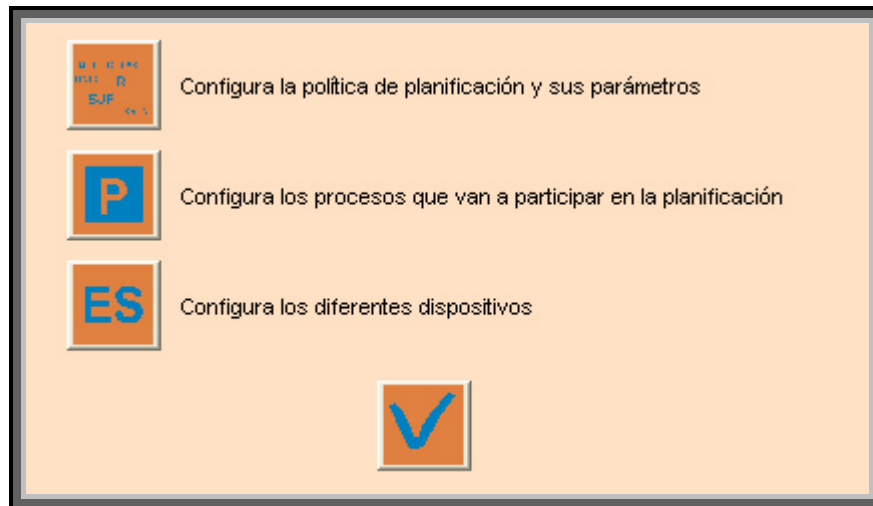 R
SJF
Configura la política de planificación y sus parámetros
P
Configura los procesos que van a participar en la planificación
ES
Configura los diferentes dispositivos